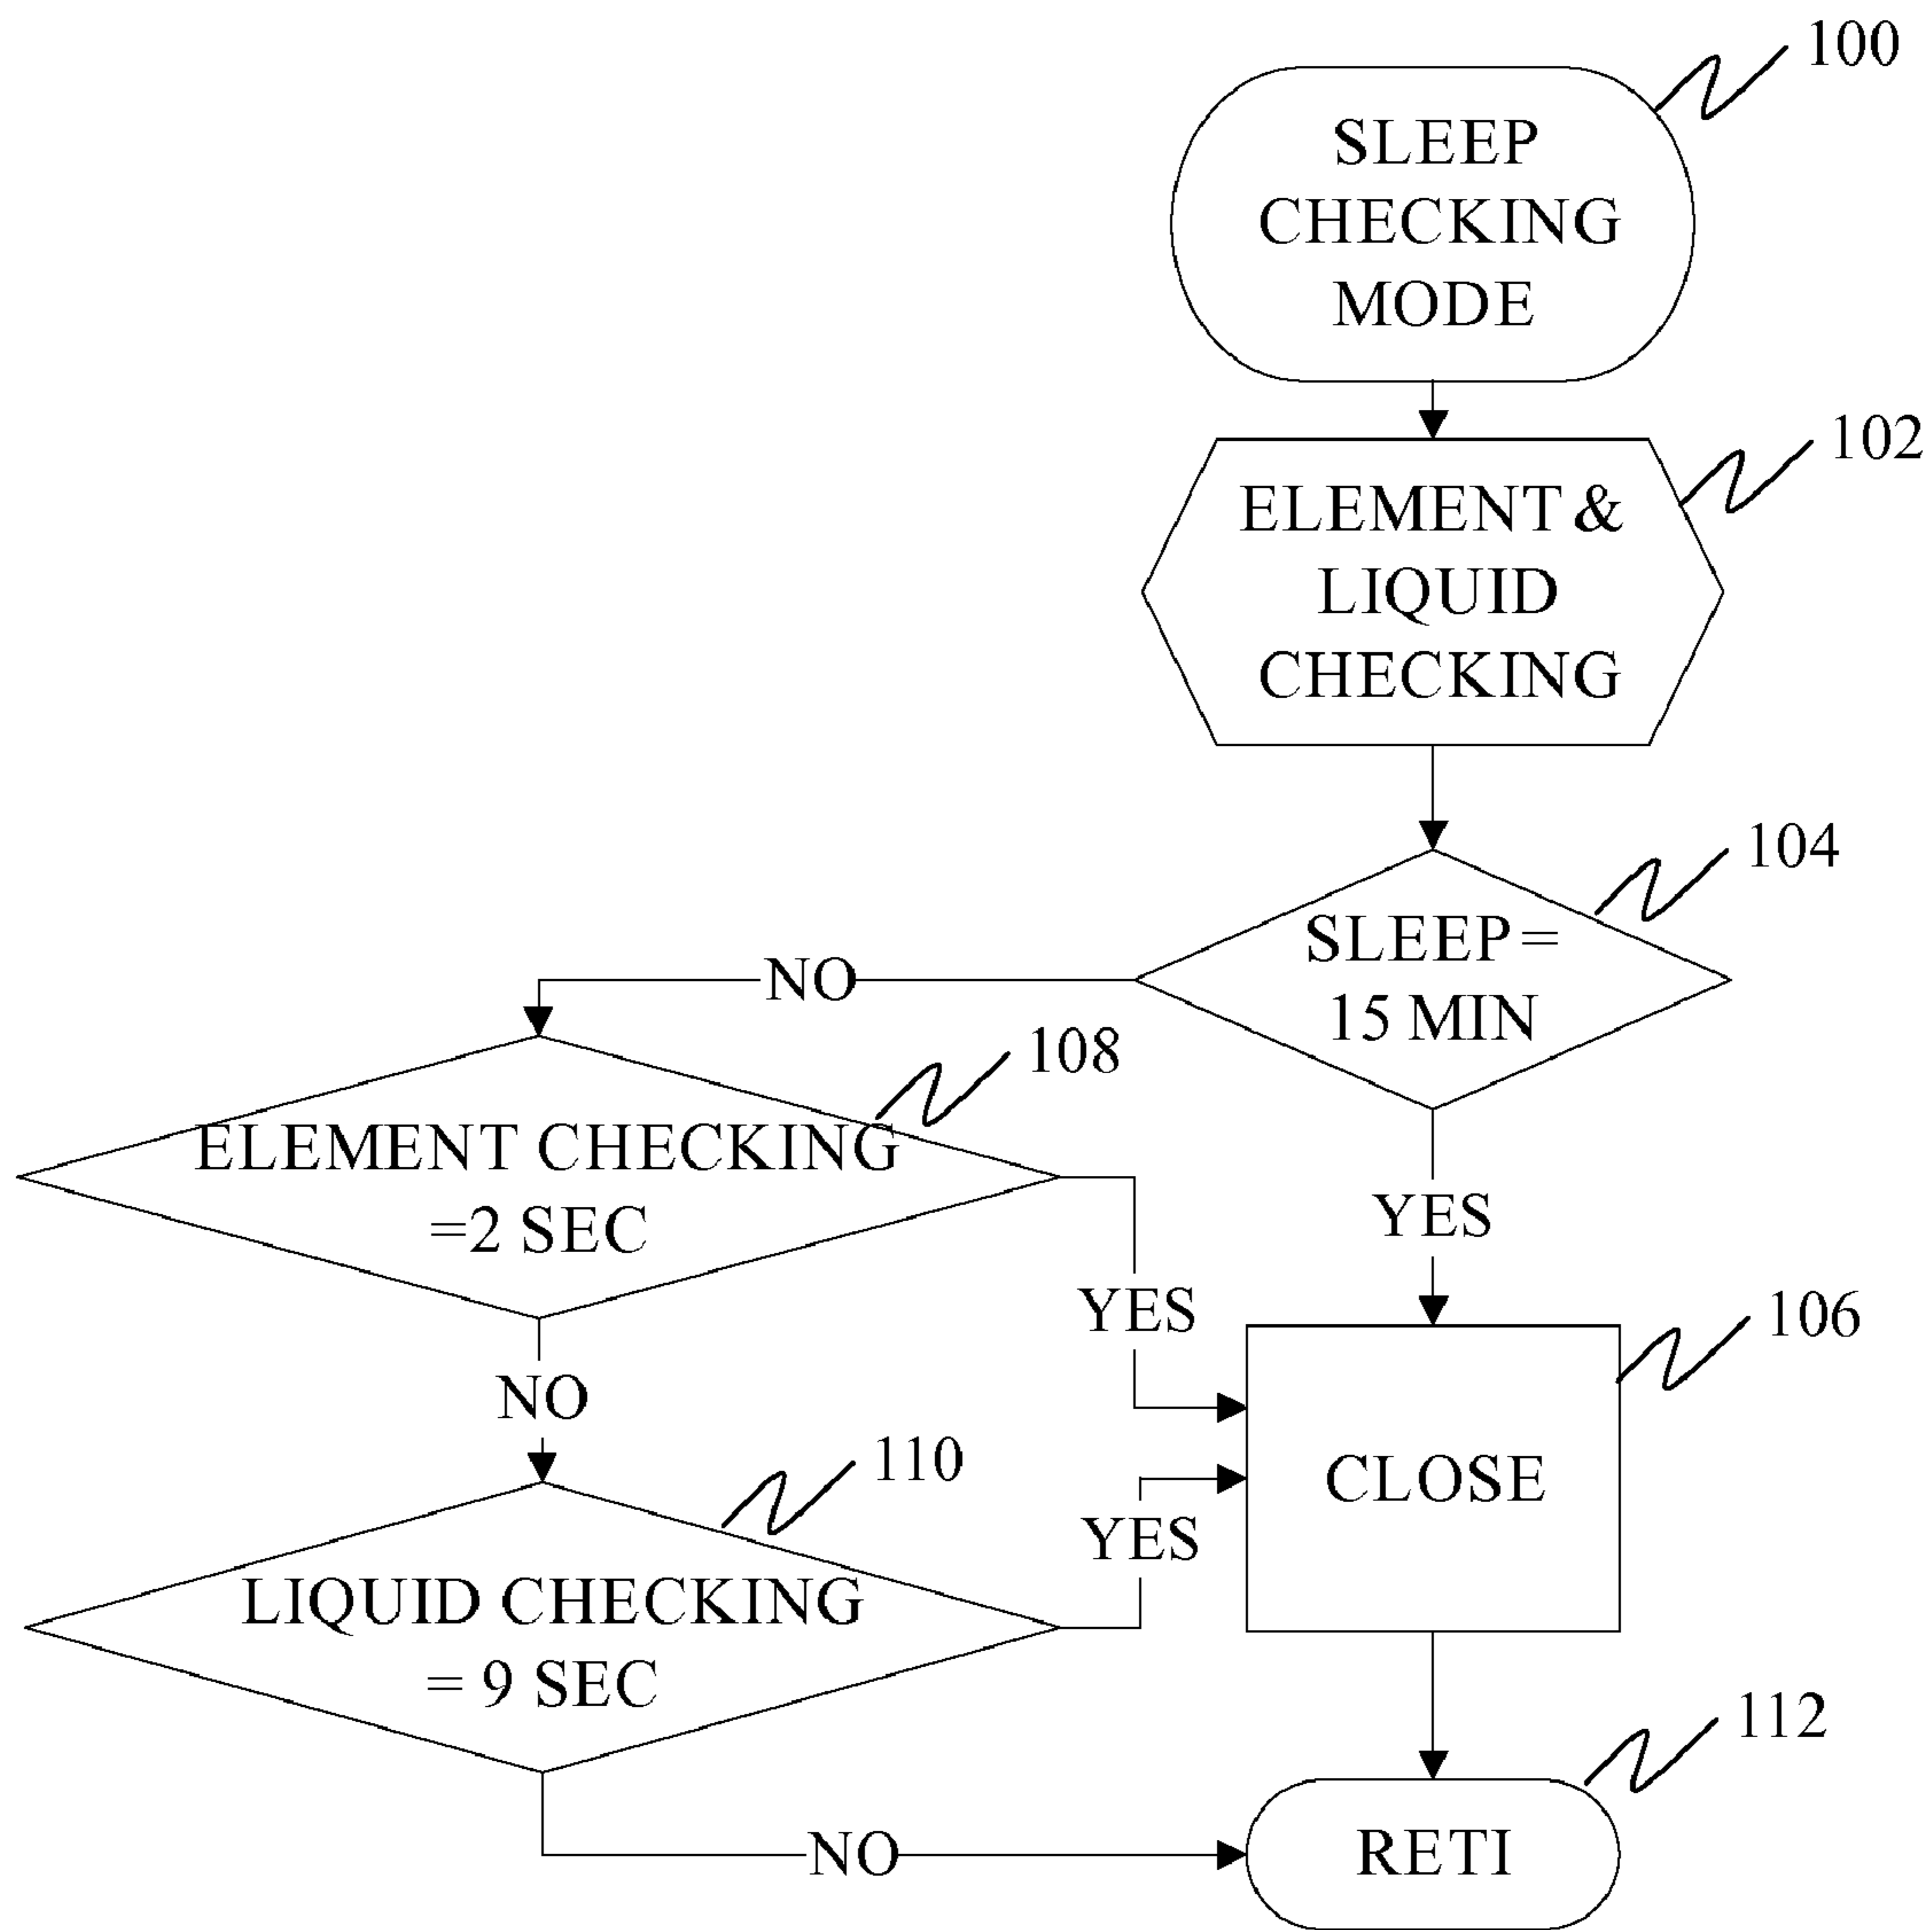 100
SLEEP
CHECKING
MODE
102
ELEMENT &
LIQUID
CHECKING
104
SLEEP =
15 MIN
NO
108
ELEMENT CHECKING
=2 SEC
YES
YES
106
NO
CLOSE
110
YES
LIQUID CHECKING
= 9 SEC
112
NO
RETI